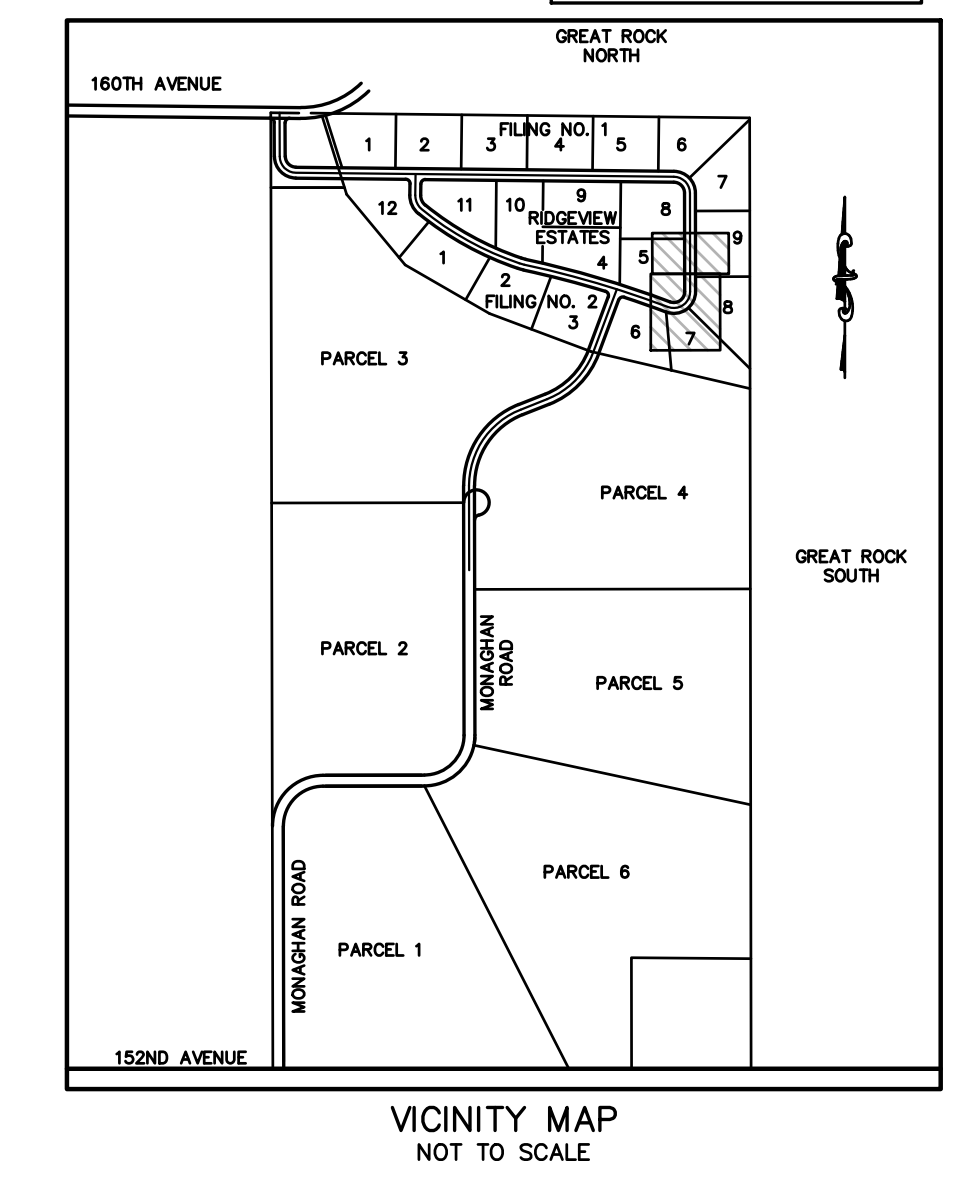 GREAT ROCK
NORTH
160TH AVENUE
FILING NO. 1
1 2 3 4 5 6
7
12 11 10 9 8
RIDGEVIEW
ESTATES
9
1 2 4 5
FILING NO. 2
3 6 7 8
PARCEL 3
PARCEL 4
GREAT ROCK
SOUTH
PARCEL 2
MONAGHAN
ROAD
PARCEL 5
PARCEL 6
MONAGHAN ROAD
PARCEL 1
152ND AVENUE
VICINITY MAP
NOT TO SCALE